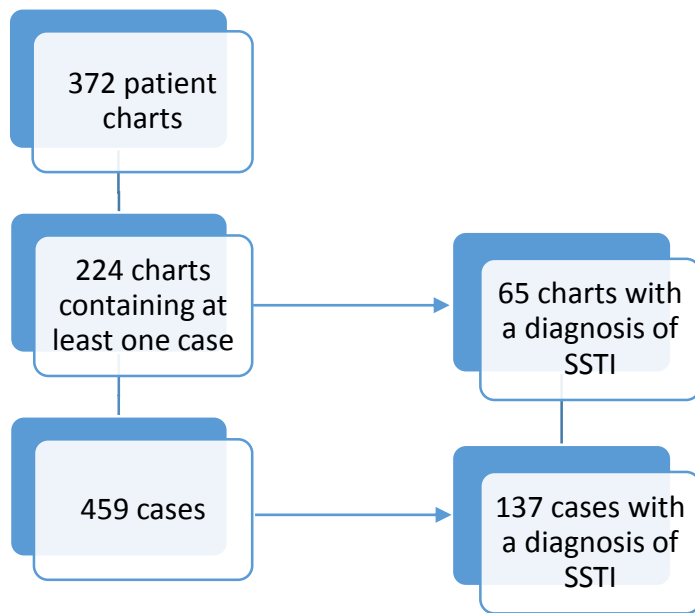 372 patient
charts
224 charts
containing at
least one case
65 charts with
a diagnosis of
SSTI
459 cases
137 cases with
a diagnosis of
SSTI